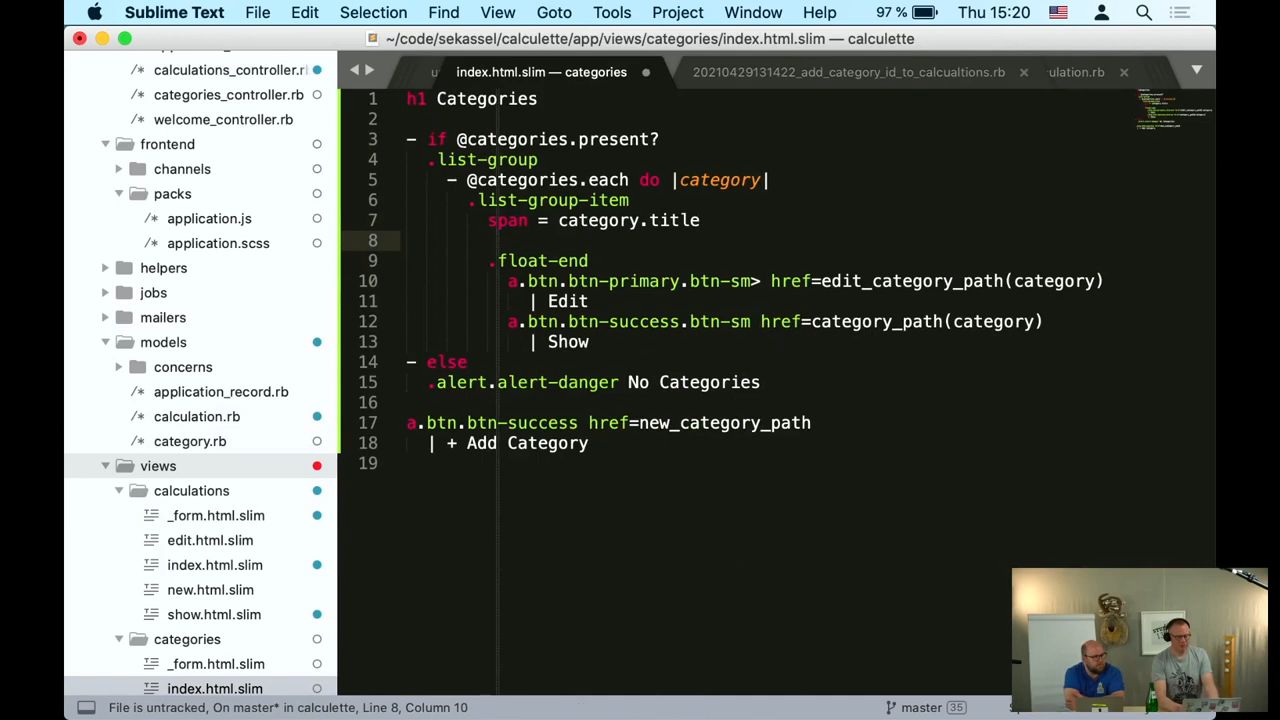 Sublime Text File Edit Selection Find View Goto Tools Project Window Help 97 % Thu 15:20
~/code/sekassel/calculette/app/views/categories/index.html.slim — calculette
index.html.slim — categories 20210429131422_add_category_id_to_calcualtions.rb ulation.rb
calculations_controller.r
categories_controller.rb
welcome_controller.rb
frontend
channels
packs
application.js
application.scss
helpers
jobs
mailers
models
concerns
application_record.rb
calculation.rb
category.rb
views
calculations
_form.html.slim
edit.html.slim
index.html.slim
new.html.slim
show.html.slim
categories
_form.html.slim
index.html.slim
1 h1 Categories
2
3 - if @categories.present?
4 .list-group
5 - @categories.each do |category|
6 .list-group-item
7 span = category.title
8
9 .float-end
10 a.btn.btn-primary.btn-sm> href=edit_category_path(category)
11 | Edit
12 a.btn.btn-success.btn-sm href=category_path(category)
13 | Show
14 - else
15 .alert.alert-danger No Categories
16
17 a.btn.btn-success href=new_category_path
18 | + Add Category
19
File is untracked, On master* in calculette, Line 8, Column 10 master 35